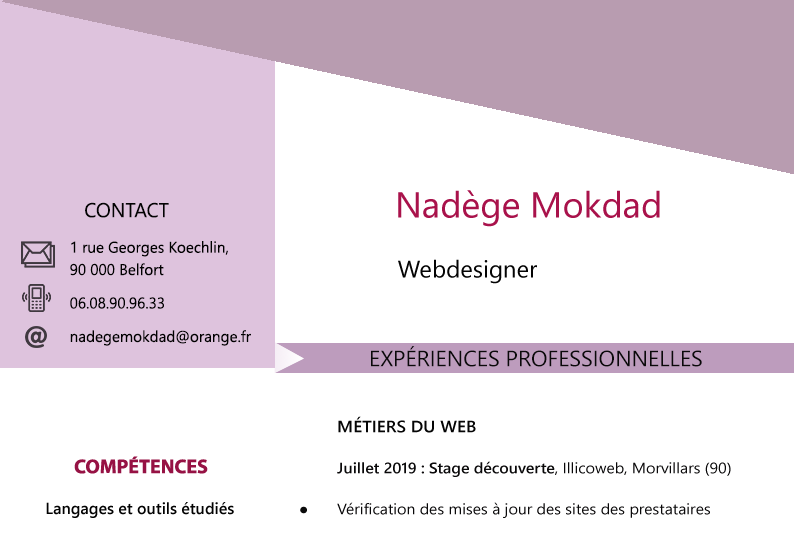 Nadège Mokdad
Webdesigner
CONTACT
1 rue Georges Koechlin,
90 000 Belfort
06.08.90.96.33
@ nadegemokdad@orange.fr
COMPÉTENCES
Langages et outils étudiés
EXPÉRIENCES PROFESSIONNELLES
MÉTIERS DU WEB
Juillet 2019 : Stage découverte, Illicoweb, Morvillars (90)
● Vérification des mises à jour des sites des prestataires